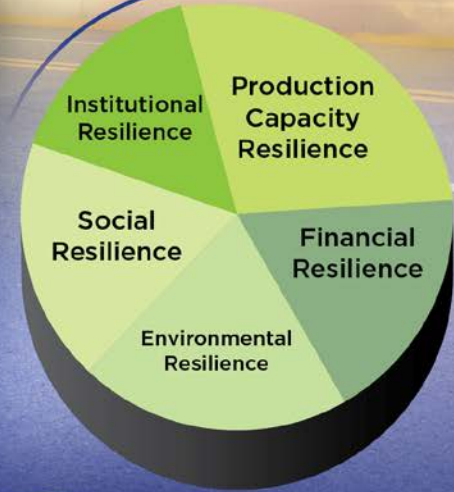 Institutional
Resilience
Production
Capacity
Resilience
Social
Resilience
Financial
Resilience
Environmental
Resilience